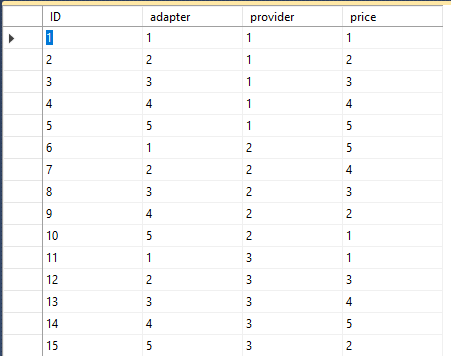 ID adapter provider price
1 1 1 1
2 2 1 2
3 3 1 3
4 4 1 4
5 5 1 5
6 1 2 5
7 2 2 4
8 3 2 3
9 4 2 2
10 5 2 1
11 1 3 1
12 2 3 3
13 3 3 4
14 4 3 5
15 5 3 2